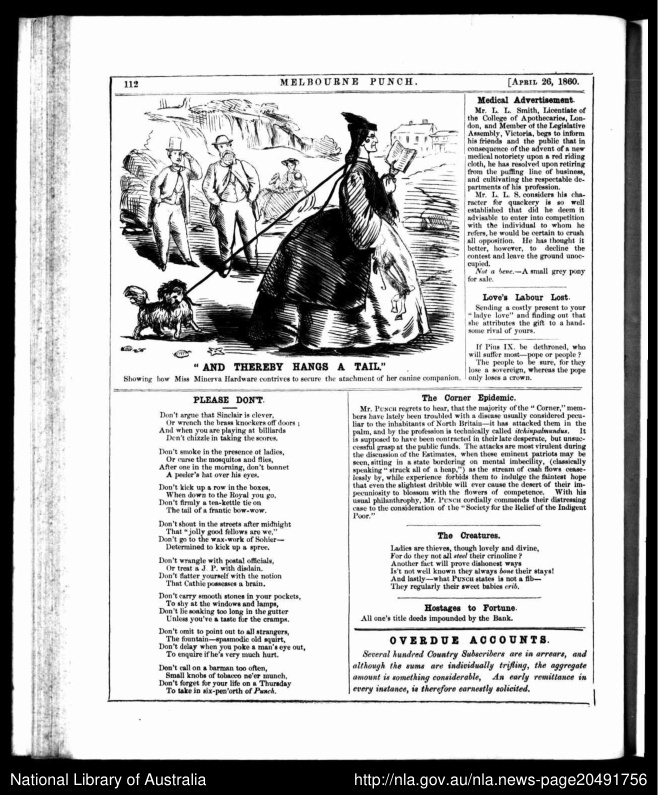 112
MELBOURNE PUNCH.
[APRIL 26, 1860.
" AND THEREBY HANGS A TAIL."
Showing how Miss Minerva Hardware contrives to secure the attachment of her canine companion.
Medical Advertisement.
Mr. L. L. Smith, Licentiate of
the College of Apothecaries, Lon-
don, and Member of the Legislative
Assembly, Victoria, begs to inform
his friends and the public that in
consequence of the advent of a new
medical notoriety upon a red riding
cloth, he has resolved upon retiring
from the puffing line of business,
and cultivating the respectable de-
partments of his profession.
Mr. L. L. S. considers his cha-
racter for quackery is so well
established that did he deem it
advisable to enter into competition
with the individual to whom he
refers, he would be certain to crush
all opposition. He has thought it
better, however, to decline the
contest and leave the ground unoc-
cupied.
Not a bene.—A small grey pony
for sale.
Love's Labour Lost.
Sending a costly present to your
"ladye love" and finding out that
she attributes the gift to a hand-
some rival of yours.
If Pius IX. be dethroned, who
will suffer most—pope or people ?
The people to be sure, for they
lose a sovereign, whereas the pope
only loses a crown.
PLEASE DON'T.
Don't argue that Sinclair is clever,
Or wrench the brass knockers off doors ;
And when you are playing at billiards
Don't chizzle in taking the scores.
Don't smoke in the presence of ladies,
Or curse the mosquitos and flies,
After one in the morning, don't bonnet
A peeler's hat over his eyes.
Don't kick up a row in the boxes,
When down to the Royal you go,
Don't firmly a tea-kettle tie on
The tail of a frantic bow-wow.
Don't shout in the streets after midnight
That "jolly good fellows are we,"
Don't go to the wax-work of Sohier—
Determined to kick up a spree.
Don't wrangle with postal officials,
Or treat a J. P. with disdain.
Don't flatter yourself with the notion
That Cathie possesses a brain.
Don't carry smooth stones in your pockets,
To shy at the windows and lamps,
Don't lie soaking too long in the gutter
Unless you've a taste for the cramps.
Don't omit to point out to all strangers,
The fountain—spasmodic old squirt,
Don't delay when you poke a man's eye out,
To enquire if he's very much hurt.
Don't call on a barman too often,
Small knobs of tobacco ne'er munch,
Don't forget for your life on a Thursday
To take in six-pen'orth of Punch.
The Corner Epidemic.
Mr. PUNCH regrets to hear, that the majority of the " Corner," mem-
bers have lately been troubled with a disease usually considered pecu-
liar to the inhabitants of North Britain—it has attacked them in the
palm, and by the profession is technically called itchinpalmundus. It
is supposed to have been contracted in their late desperate, but unsuc-
cessful grasp at the public funds. The attacks are most virulent during
the discussion of the Estimates, when these eminent patriots may be
seen, sitting in a state bordering on mental imbecility, (classically
speaking "struck all of a heap,") as the stream of cash flows cease-
lessly by, while experience forbids them to indulge the faintest hope
that even the slightest dribble will ever cause the desert of their im-
pecuniosity to blossom with the flowers of competence. With his
usual philanthrophy, Mr. PUNCH cordially commends their distressing
case to the consideration of the "Society for the Relief of the Indigent
Poor."
The Creatures.
Ladies are thieves, though lovely and divine,
For do they not all steel their crinoline ?
Another fact will prove dishonest ways
Is't not well known they always bone their stays!
And lastly—what PUNCH states is not a fib—
They regularly their sweet babies crib.
Hostages to Fortune.
All one's title deeds impounded by the Bank.
OVERDUE ACCOUNTS.
Several hundred Country Subscribers are in arrears, and
although the sums are individually trifling, the aggregate
amount is something considerable, An early remittance in
every instance, is therefore earnestly solicited.
National Library of Australia
http://nla.gov.au/nla.news-page20491756